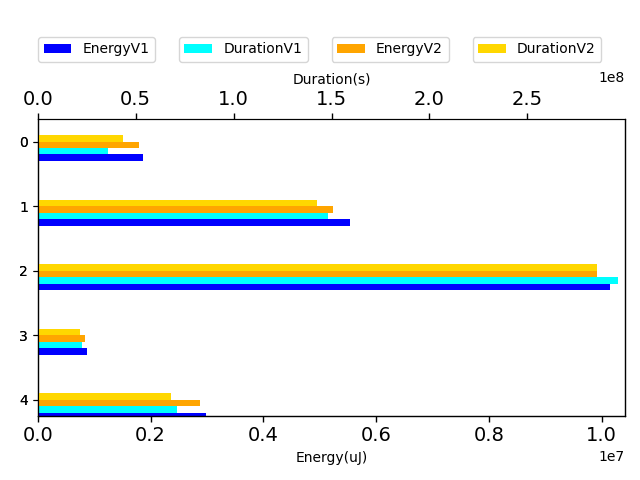 EnergyV1 DurationV1 EnergyV2 DurationV2
Duration(s)
1e8
0.0 0.5 1.0 1.5 2.0 2.5
0
1
2
3
4
0.0 0.2 0.4 0.6 0.8 1.0
Energy(uJ)
1e7